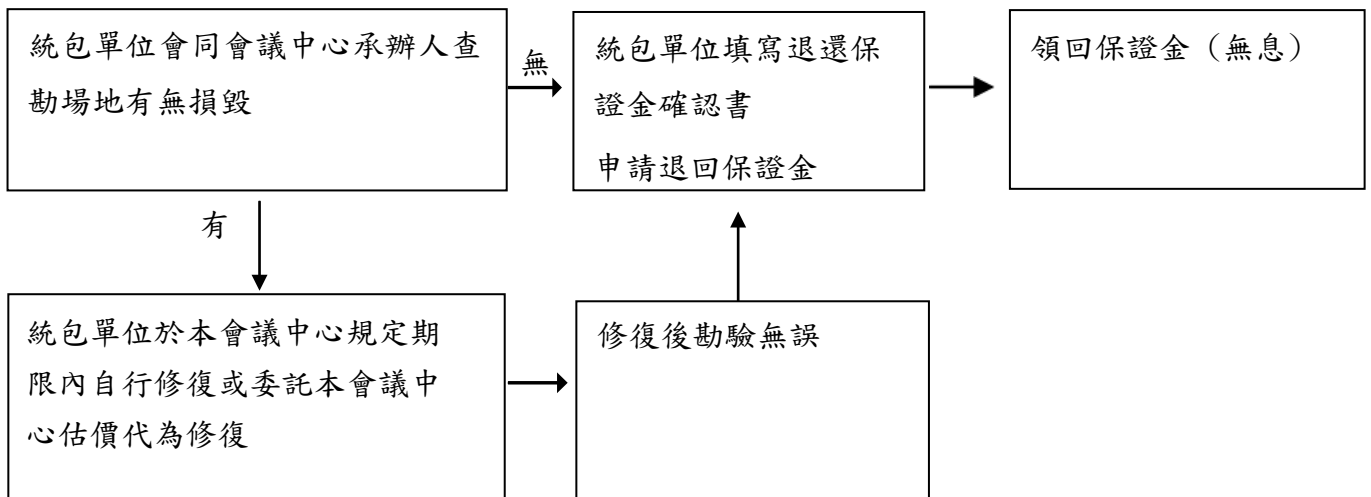 統包單位會同會議中心承辦人查
勘場地有無損毀
無
統包單位填寫退還保
證金確認書
申請退回保證金
領回保證金（無息）
有
統包單位於本會議中心規定期
限內自行修復或委託本會議中
心估價代為修復
修復後勘驗無誤